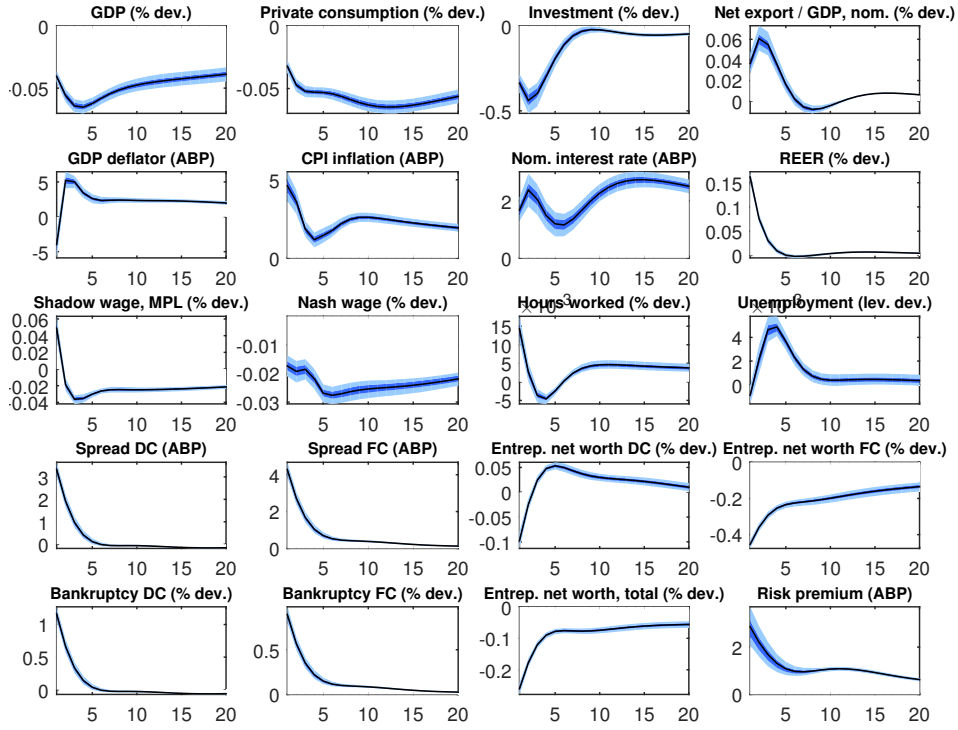 GDP (% dev.) Private consumption (% dev.) Investment (% dev.) Net export / GDP, nom. (% dev.)
0 0 0 0.06
0.04
-0.05 -0.05 0.02
0
-0.5
5 10 15 20 5 10 15 20 5 10 15 20 5 10 15 20
GDP deflator (ABP) CPI inflation (ABP) Nom. interest rate (ABP) REER (% dev.)
5 5 2 0.15
0 0.1
0.05
-5 0 0 0
5 10 15 20 5 10 15 20 5 10 15 20 5 10 15 20
Shadow wage, MPL (% dev.) Nash wage (% dev.) Hours worked (% dev.) Unemployment (lev. dev.)
0.06 × 10
0.04 -0.01 15 4
0.02 10
0 -0.02 5 2
-0.02 0 0
-0.04 -0.03 -5
5 10 15 20 5 10 15 20 5 10 15 20 5 10 15 20
Spread DC (ABP) Spread FC (ABP) Entrep. net worth DC (% dev.) Entrep. net worth FC (% dev.)
3 4 0.05 0
2 0 -0.2
1 2 -0.05
0 0 -0.1 -0.4
5 10 15 20 5 10 15 20 5 10 15 20 5 10 15 20
Bankruptcy DC (% dev.) Bankruptcy FC (% dev.) Entrep. net worth, total (% dev.) Risk premium (ABP)
1 0
0.5 0.5 -0.1 2
-0.2
0 0 0
5 10 15 20 5 10 15 20 5 10 15 20 5 10 15 20